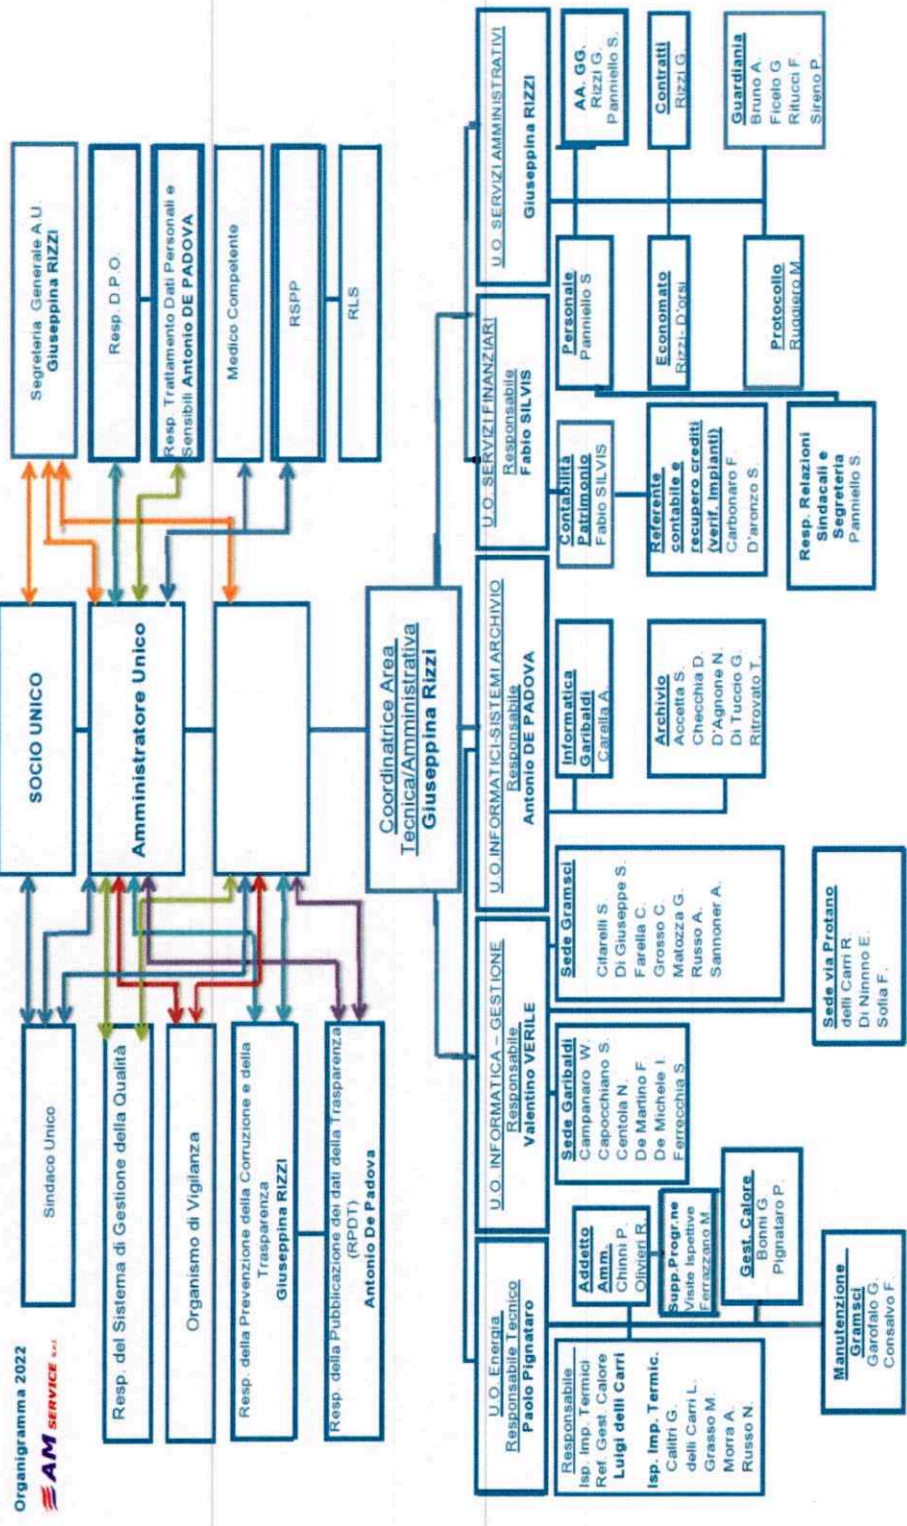 Organigramma 2022
AM SERVICE s.r.l.
SOCIO UNICO
Amministratore Unico
Coordinatrice Area
Tecnica/Amministrativa
Giuseppina Rizzi
Sindaco Unico
Resp. del Sistema di Gestione della Qualità
Organismo di Vigilanza
Resp. della Prevenzione della Corruzione e della
Trasparenza
Giuseppina RIZZI
Resp. della Pubblicazione dei dati della Trasparenza
(RPDT)
Antonio De Padova
Segreteria Generale A.U.
Giuseppina RIZZI
Resp. D.P.O.
Resp. Trattamento Dati Personali e
Sensibili Antonio DE PADOVA
Medico Competente
RSPP
RLS
U.O. Energia
Responsabile Tecnico
Paolo Pignataro
Responsabile
Isp. Imp. Termici
Ref. Gest. Calore
Luigi delli Carri
Isp. Imp. Termic.
Calitri G.
delli Carri L.
Grasso M.
Morra A.
Russo N.
Addetto
Amm.
Chinni P.
Olivieri R.
Supp.Progr.ne
Visite Ispettive
Ferrazzano M
Gest. Calore
Bonni G.
Pignataro P.
Manutenzione
Gramsci
Garofalo G.
Consalvo F.
U.O. INFORMATICA – GESTIONE
Responsabile
Valentino VERILE
Sede Garibaldi
Campanaro W.
Capocchiano S.
Centola N.
De Martino F.
De Michele I.
Ferrecchia S.
Sede Gramsci
Cifarelli S.
Di Giuseppe S.
Farella C.
Grosso C.
Matozza G.
Russo A.
Sannoner A.
Sede via Protano
delli Carri R.
Di Ninnno E.
Sofia F.
U.O.INFORMATICI-SISTEMI ARCHIVIO
Responsabile
Antonio DE PADOVA
Informatica
Garibaldi
Carella A.
Archivio
Accetta S.
Checchia D.
D'Agnone N.
Di Tuccio G.
Ritrovato T.
U.O. SERVIZI FINANZIARI
Responsabile
Fabio SILVIS
Contabilità
Patrimonio
Fabio SILVIS
Referente
contabile e
recupero crediti
(verif. Impianti)
Carbonaro F.
D'aronzo S.
U.O. SERVIZI AMMINISTRATIVI
Giuseppina RIZZI
Personale
Panniello S
Economato
Rizzi- D'orsi
Protocollo
Ruggiero M.
Resp. Relazioni
Sindacali e
Segreteria
Panniello S.
AA. GG.
Rizzi G.
Panniello S.
Contratti
Rizzi G.
Guardiania
Bruno A.
Ficelo G
Ritucci F.
Sireno P.